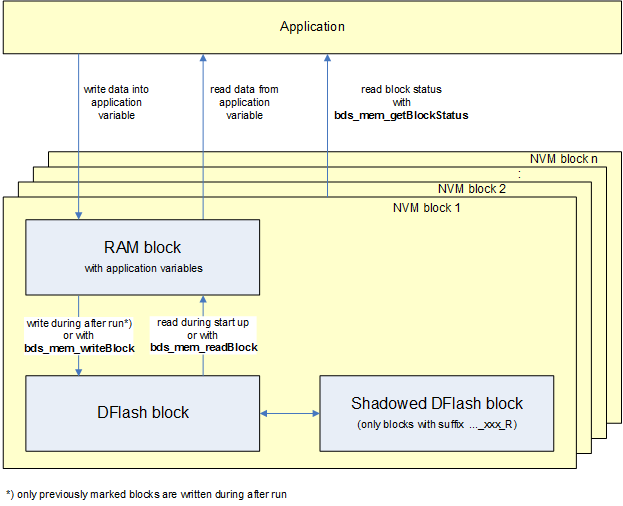 Application
write data into
application
variable
read data from
application
variable
read block status
with
bds_mem_getBlockStatus
NVM block n
:
NVM block 2
NVM block 1
RAM block
with application variables
write during after run*)
or with
bds_mem_writeBlock
read during start up
or with
bds_mem_readBlock
DFlash block
Shadowed DFlash block
(only blocks with suffix ..._xxx_R)
*) only previously marked blocks are written during after run